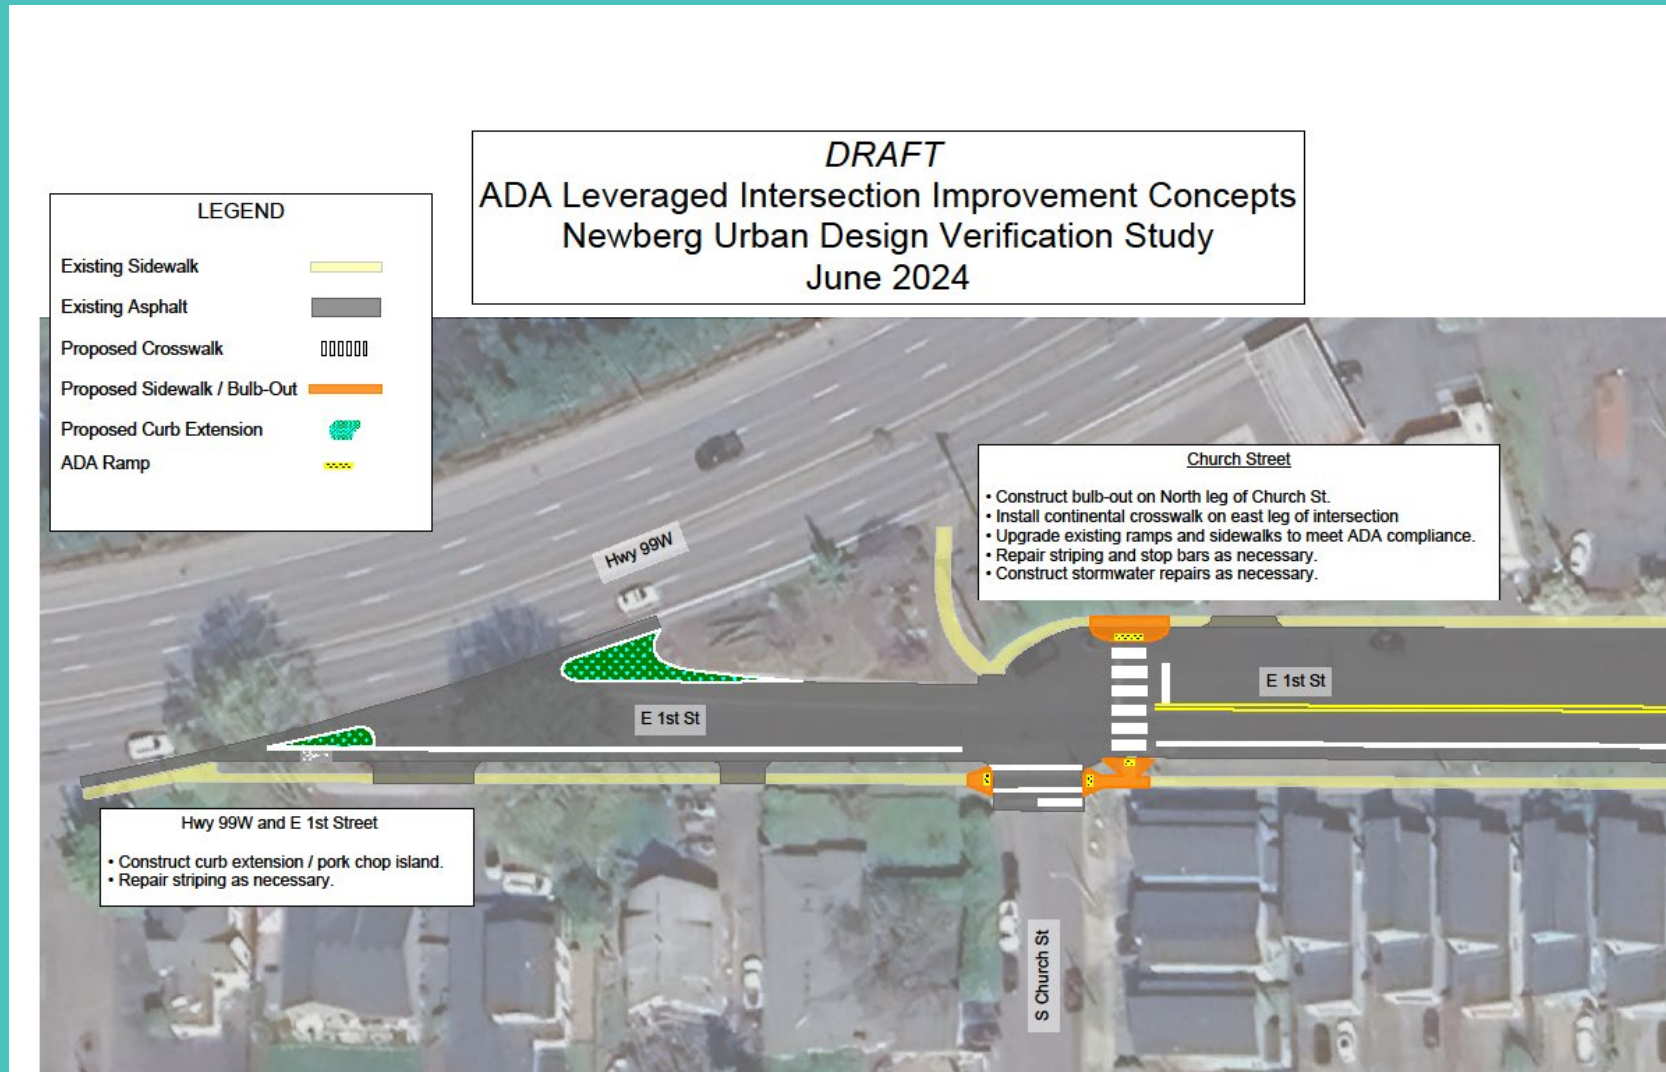 DRAFT
ADA Leveraged Intersection Improvement Concepts
Newberg Urban Design Verification Study
June 2024
LEGEND
Existing Sidewalk
Existing Asphalt
Proposed Crosswalk
Proposed Sidewalk / Bulb-Out
Proposed Curb Extension
ADA Ramp
Church Street
• Construct bulb-out on North leg of Church St.
• Install continental crosswalk on east leg of intersection
• Upgrade existing ramps and sidewalks to meet ADA compliance.
• Repair striping and stop bars as necessary.
• Construct stormwater repairs as necessary.
Hwy 99W
E 1st St
E 1st St
Hwy 99W and E 1st Street
• Construct curb extension / pork chop island.
• Repair striping as necessary.
S Church St